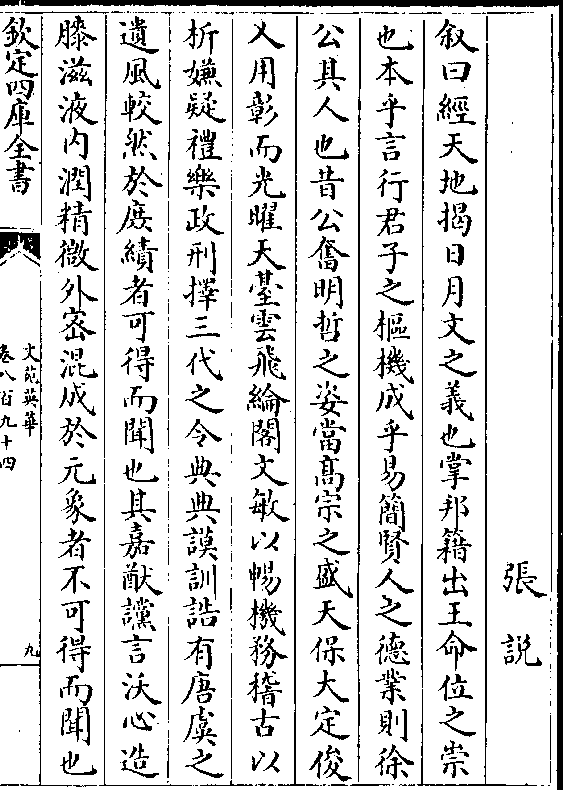 張說
叙曰經天地揭日月文之義也掌邦籍出王命位之崇
也本乎言行君子之樞機成乎易簡賢人之德業則徐
公其人也昔公奮明哲之姿當髙宗之盛天保大定俊
乂用彰而光曜天臺雲飛綸閣文敏以暢機務稽古以
析嫌疑禮樂政刑擇三代之令典典謨訓誥有唐虞之
遺風較然於庶績者可得而聞也其嘉猷讜言沃心造
膝滋液内潤精微外密混成於元象者不可得而聞也
欽定四庫全書
文苑英華
卷八百九十四
九